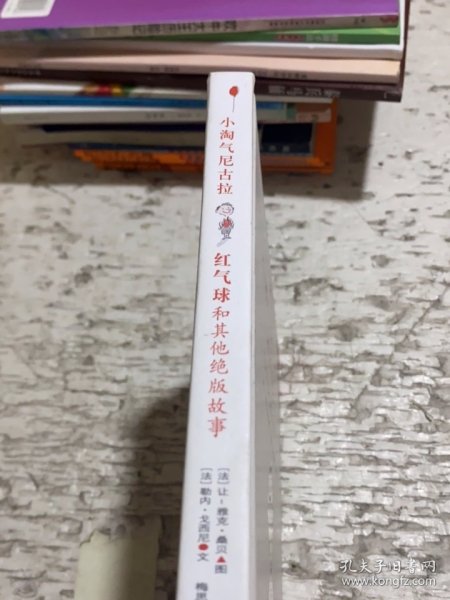 小淘气尼古拉
红气球和其他绝版故事
[法]让-雅克·桑贝▲图
[法]勒内·戈西尼●文
梅思
孔夫子旧书网
www.kongfz.com